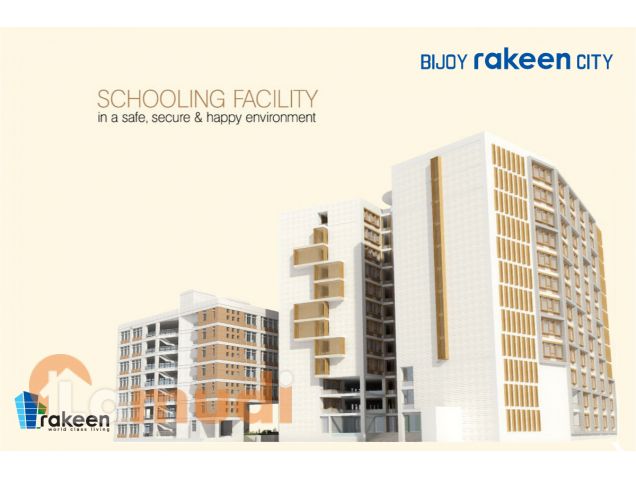 BIJOY rakeen CITY
SCHOOLING FACILITY
in a safe, secure & happy environment
Lamudi
rakeen
world class living